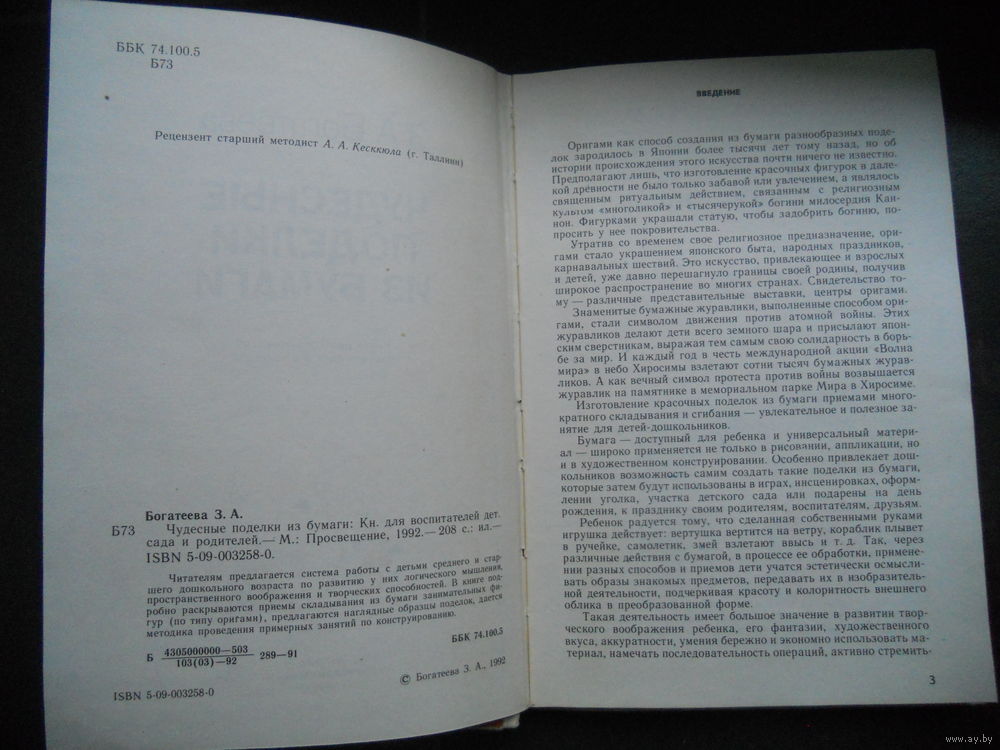 ББК 74.100.5
Б73
Рецензент старший методист А. А. Кесккюла (г. Таллинн)
Богатеева З. А.
Б73 Чудесные поделки из бумаги: Кн. для воспитателей дет.
сада и родителей.— М.: Просвещение, 1992.— 208 с.: ил.—
ISBN 5-09-003258-0.
Читателям предлагается система работы с детьми среднего и стар-
шего дошкольного возраста по развитию у них логического мышления,
пространственного воображения и творческих способностей. В книге под-
робно раскрываются приемы складывания из бумаги занимательных фи-
гур (по типу оригами), предлагаются наглядные образцы поделок, дается
методика проведения примерных занятий по конструированию.
Б 4305000000—503
103(03)—92 289—91
ББК 74.100.5
© Богатеева З. А., 1992
ISBN 5-09-003258-0
ВВЕДЕНИЕ
Оригами как способ создания из бумаги разнообразных поде-
лок зародилось в Японии более тысячи лет тому назад, но об
истории происхождения этого искусства почти ничего не известно.
Предполагают лишь, что изготовление красочных фигурок в дале-
кой древности не было только забавой или увлечением, а являлось
священным ритуальным действием, связанным с религиозным
культом «многоликой» и «тысячерукой» богини милосердия Кан-
нон. Фигурками украшали статую, чтобы задобрить богиню, по-
просить у нее покровительства.
Утратив со временем свое религиозное предназначение, ори-
гами стало украшением японского быта, народных праздников,
карнавальных шествий. Это искусство, привлекающее и взрослых
и детей, уже давно перешагнуло границы своей родины, получив
широкое распространение во многих странах. Свидетельство то-
му — различные представительные выставки, центры оригами.
Знаменитые бумажные журавлики, выполненные способом ори-
гами, стали символом движения против атомной войны. Этих
журавликов делают дети всего земного шара и присылают япон-
ским сверстникам, выражая тем самым свою солидарность в борь-
бе за мир. И каждый год в честь международной акции «Волна
мира» в небо Хиросимы взлетают сотни тысяч бумажных журав-
ликов. А как вечный символ протеста против войны возвышается
журавлик на памятнике в мемориальном парке Мира в Хиросиме.
Изготовление красочных поделок из бумаги приемами много-
кратного складывания и сгибания — увлекательное и полезное за-
нятие для детей-дошкольников.
Бумага — доступный для ребенка и универсальный матери-
ал — широко применяется не только в рисовании, аппликации, но
и в художественном конструировании. Особенно привлекает дош-
кольников возможность самим создать такие поделки из бумаги,
которые затем будут использованы в играх, инсценировках, оформ-
лении уголка, участка детского сада или подарены на день
рождения, к празднику своим родителям, воспитателям, друзьям.
Ребенок радуется тому, что сделанная собственными руками
игрушка действует: вертушка вертится на ветру, кораблик плывет
в ручейке, самолетик, змей взлетают ввысь и т. д. Так, через
различные действия с бумагой, в процессе ее обработки, примене-
нии разных способов и приемов дети учатся эстетически осмысли-
вать образы знакомых предметов, передавать их в изобразитель-
ной деятельности, подчеркивая красоту и колоритность внешнего
облика в преобразованной форме.
Такая деятельность имеет большое значение в развитии твор-
ческого воображения ребенка, его фантазии, художественного
вкуса, аккуратности, умения бережно и экономно использовать ма-
териал, намечать последовательность операций, активно стремить-
3
www.ay.by